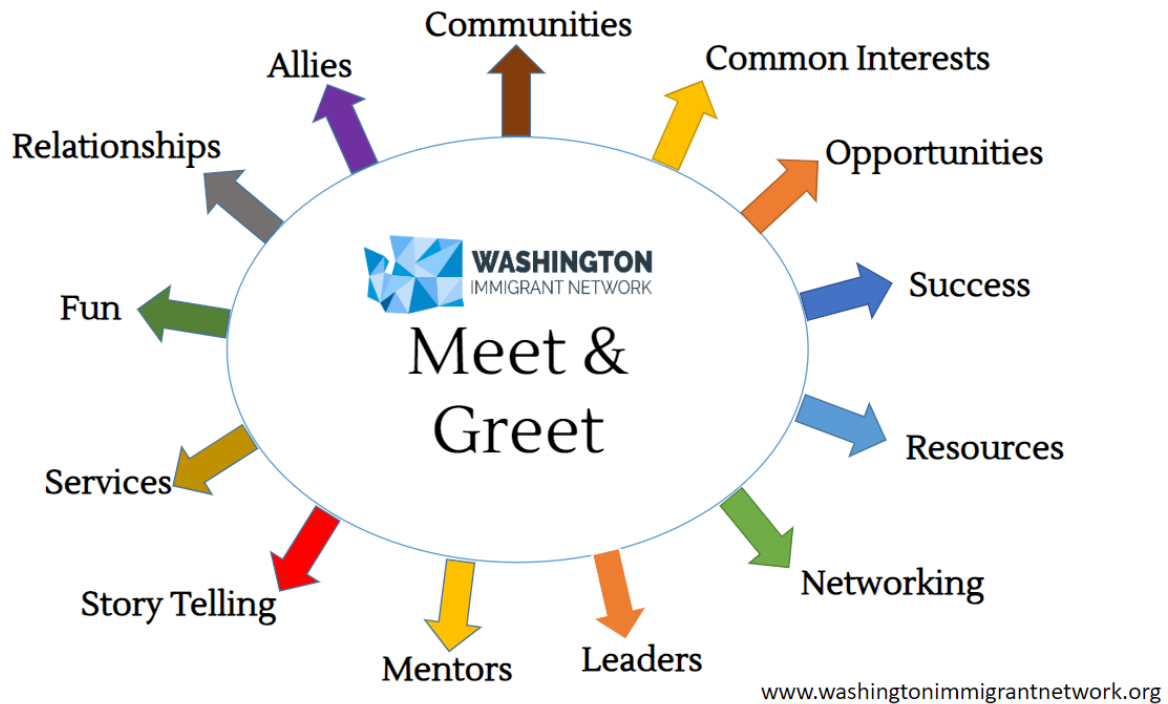 Communities
Common Interests
Opportunities
Success
Resources
Networking
Leaders
Mentors
Story Telling
Services
Fun
Relationships
Allies
WASHINGTON
IMMIGRANT NETWORK
Meet &
Greet
www.washingtonimmigrantnetwork.org